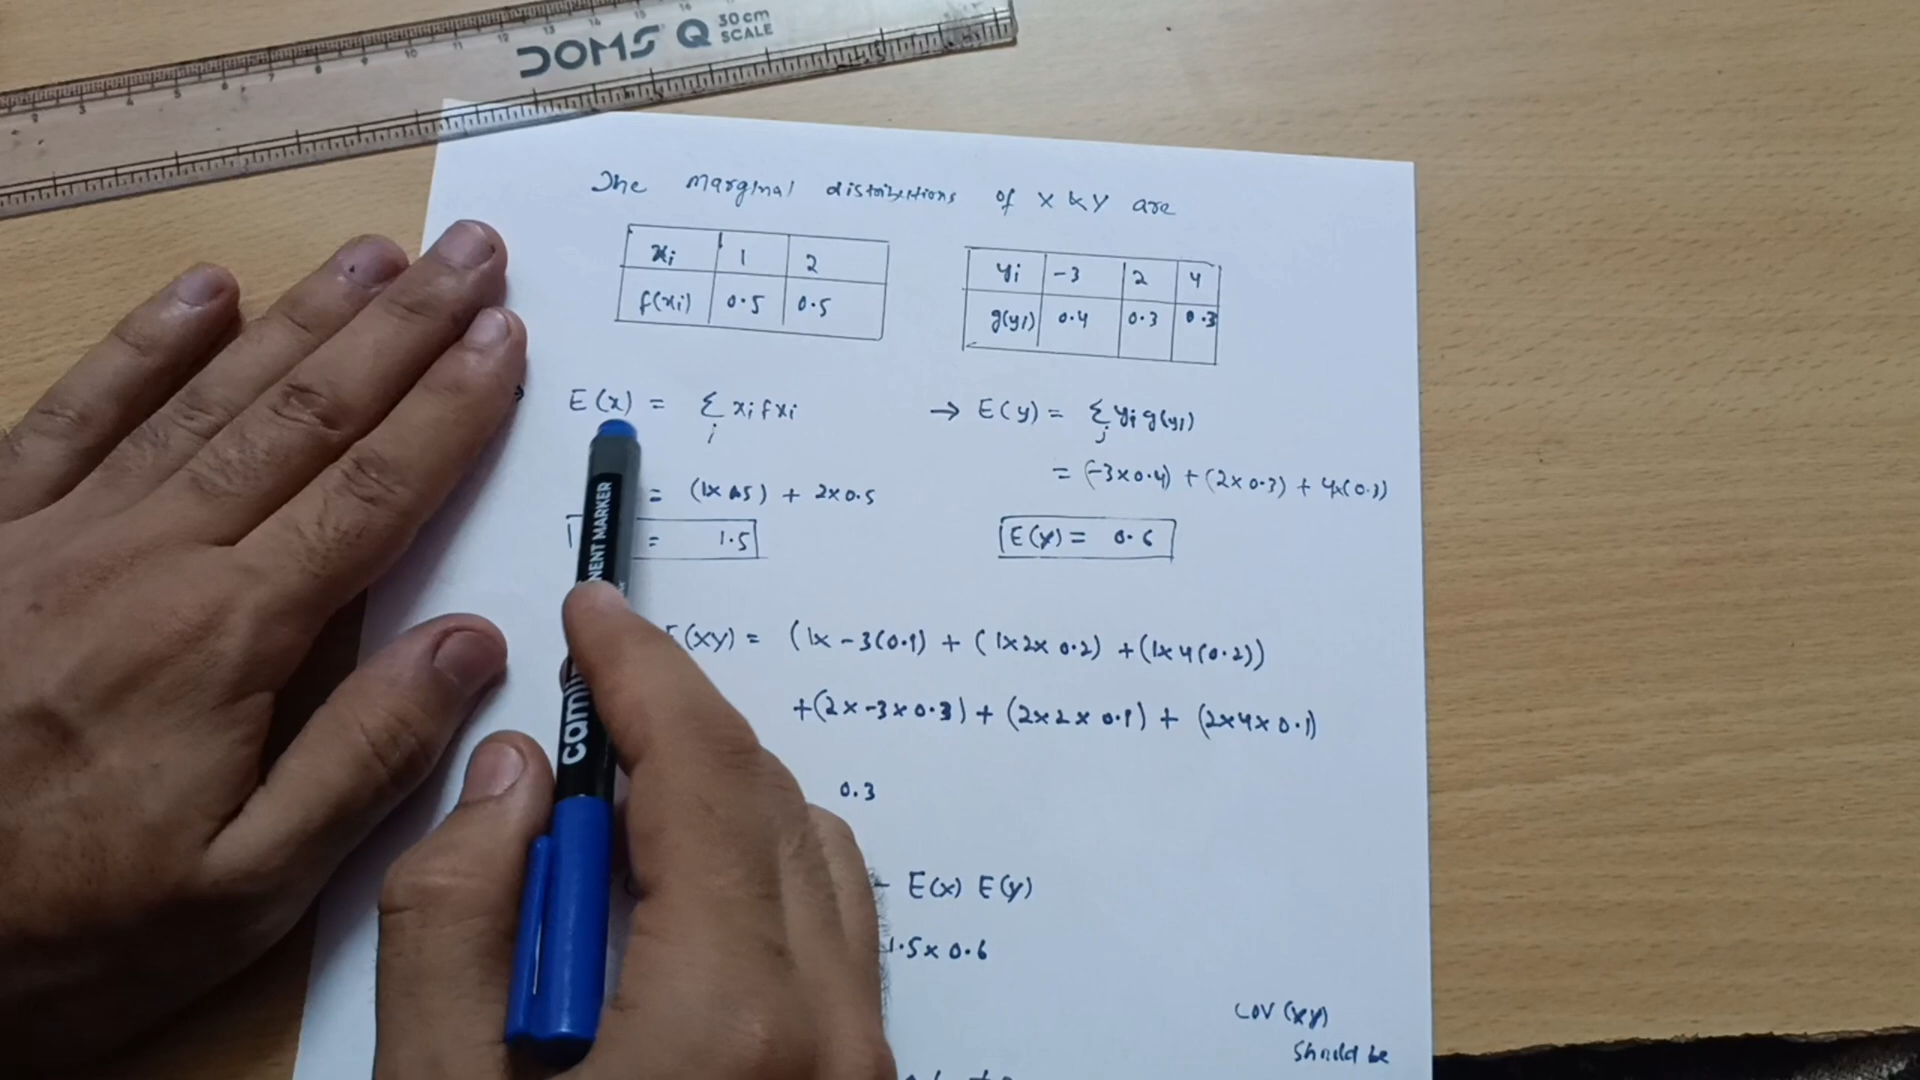 DOMS Q 30 cm
SCALE
The marginal distributions of X & Y are
xi 1 2
f(xi) 0.5 0.5
yi -3 2 4
g(yi) 0.4 0.3 0.3
E(x) = Σ xi fxi
i
= (1x 0.5) + 2x0.5
= 1.5
→ E(y) = Σ yi g(yi)
j
= (-3x0.4) + (2x0.3) + 4x(0.3)
E(y) = 0.6
E(xy) = (1x -3(0.1) + (1x2x 0.2) + (1x4(0.2))
+ (2x -3x0.3) + (2x2x 0.1) + (2x4x0.1)
0.3
- E(x) E(y)
1.5x 0.6
COV (xy)
Should be
NENT MARKER
camli